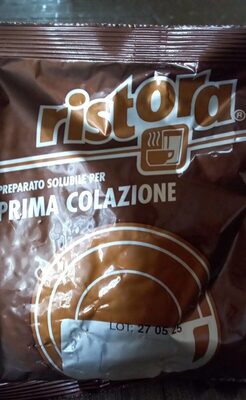 ristora®
PREPARATO SOLUBILE PER
PRIMA COLAZIONE
LOT. 27 05 25